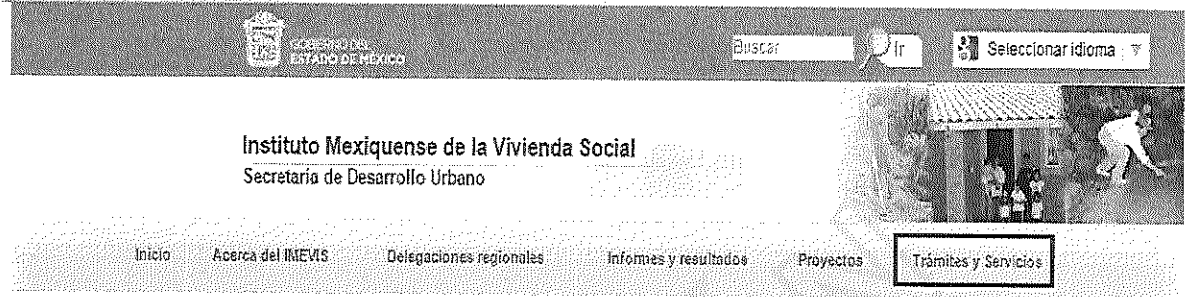 GOBIERNO DEL
ESTADO DE MÉXICO
Buscar
Ir
Seleccionar idioma
Instituto Mexiquense de la Vivienda Social
Secretaría de Desarrollo Urbano
Inicio Acerca del IMEVIS Delegaciones regionales Informes y resultados Proyectos Trámites y Servicios